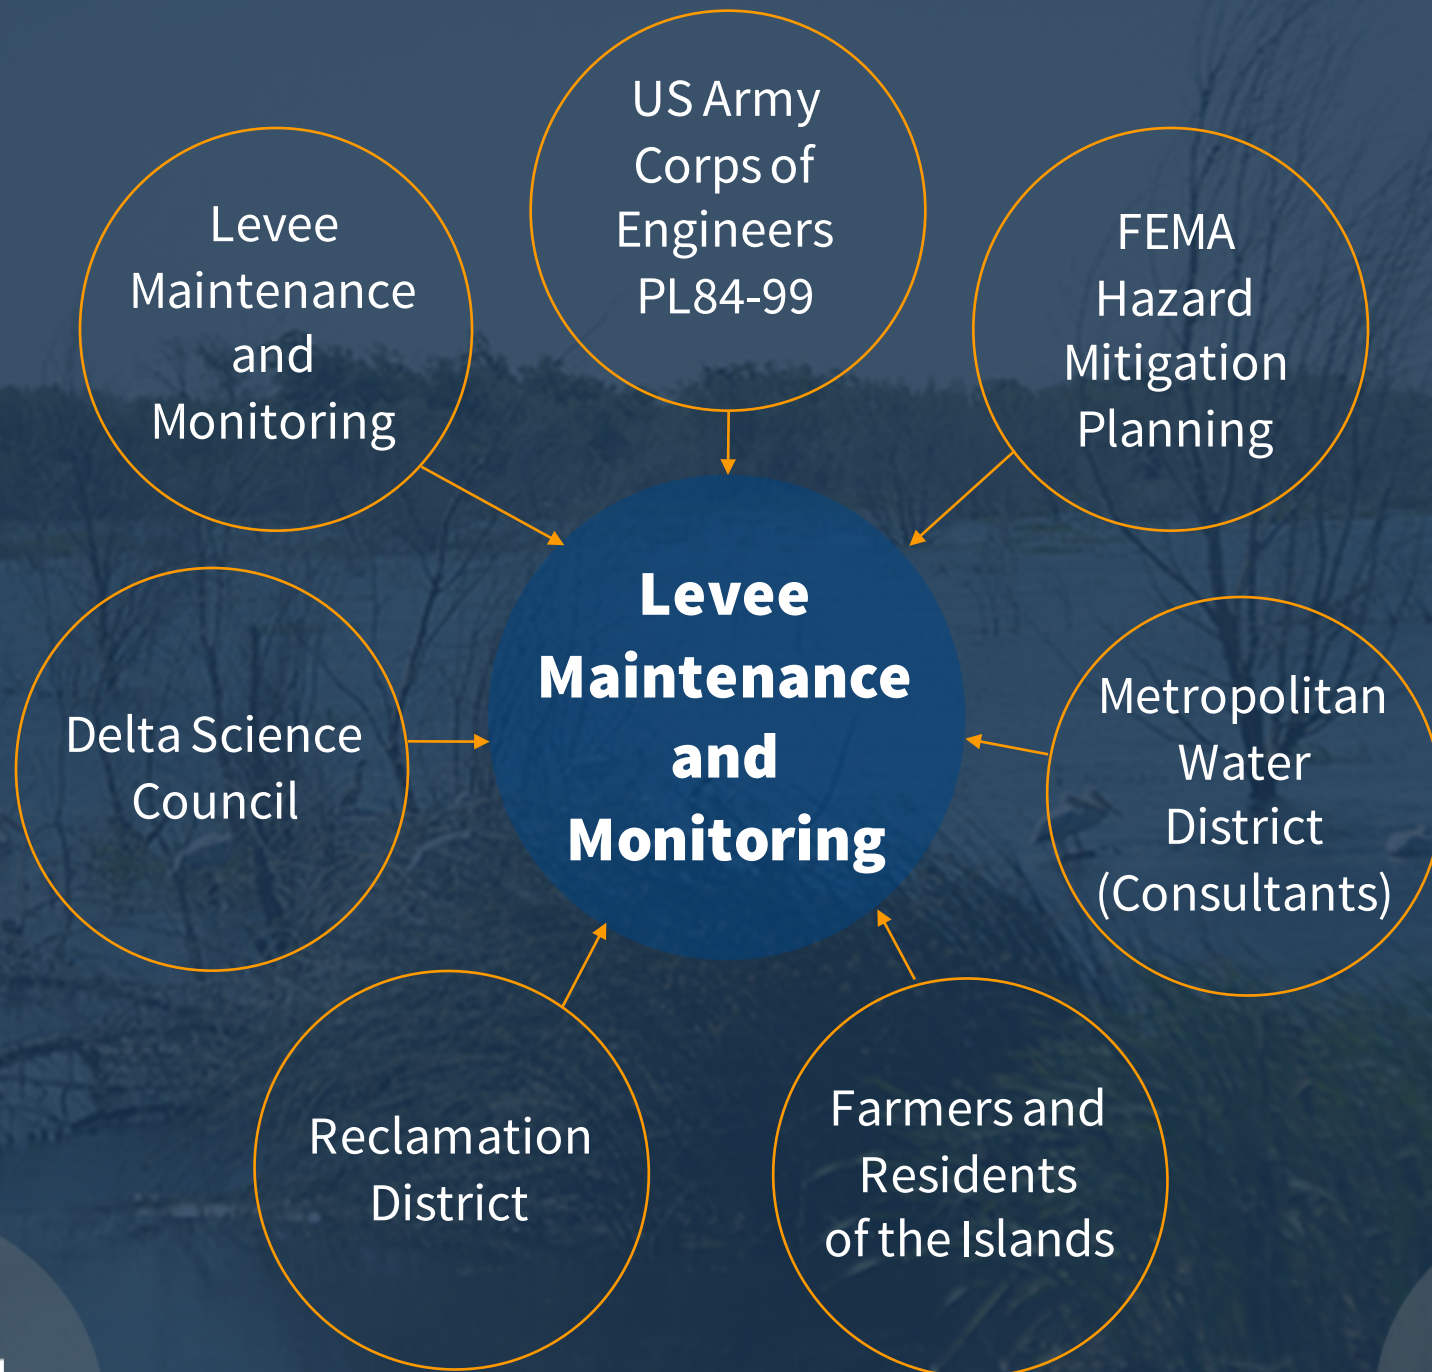 US Army
Corps of
Engineers
PL84-99
Levee
Maintenance
and
Monitoring
FEMA
Hazard
Mitigation
Planning
Levee
Maintenance
and
Monitoring
Delta Science
Council
Metropolitan
Water
District
(Consultants)
Reclamation
District
Farmers and
Residents
of the Islands